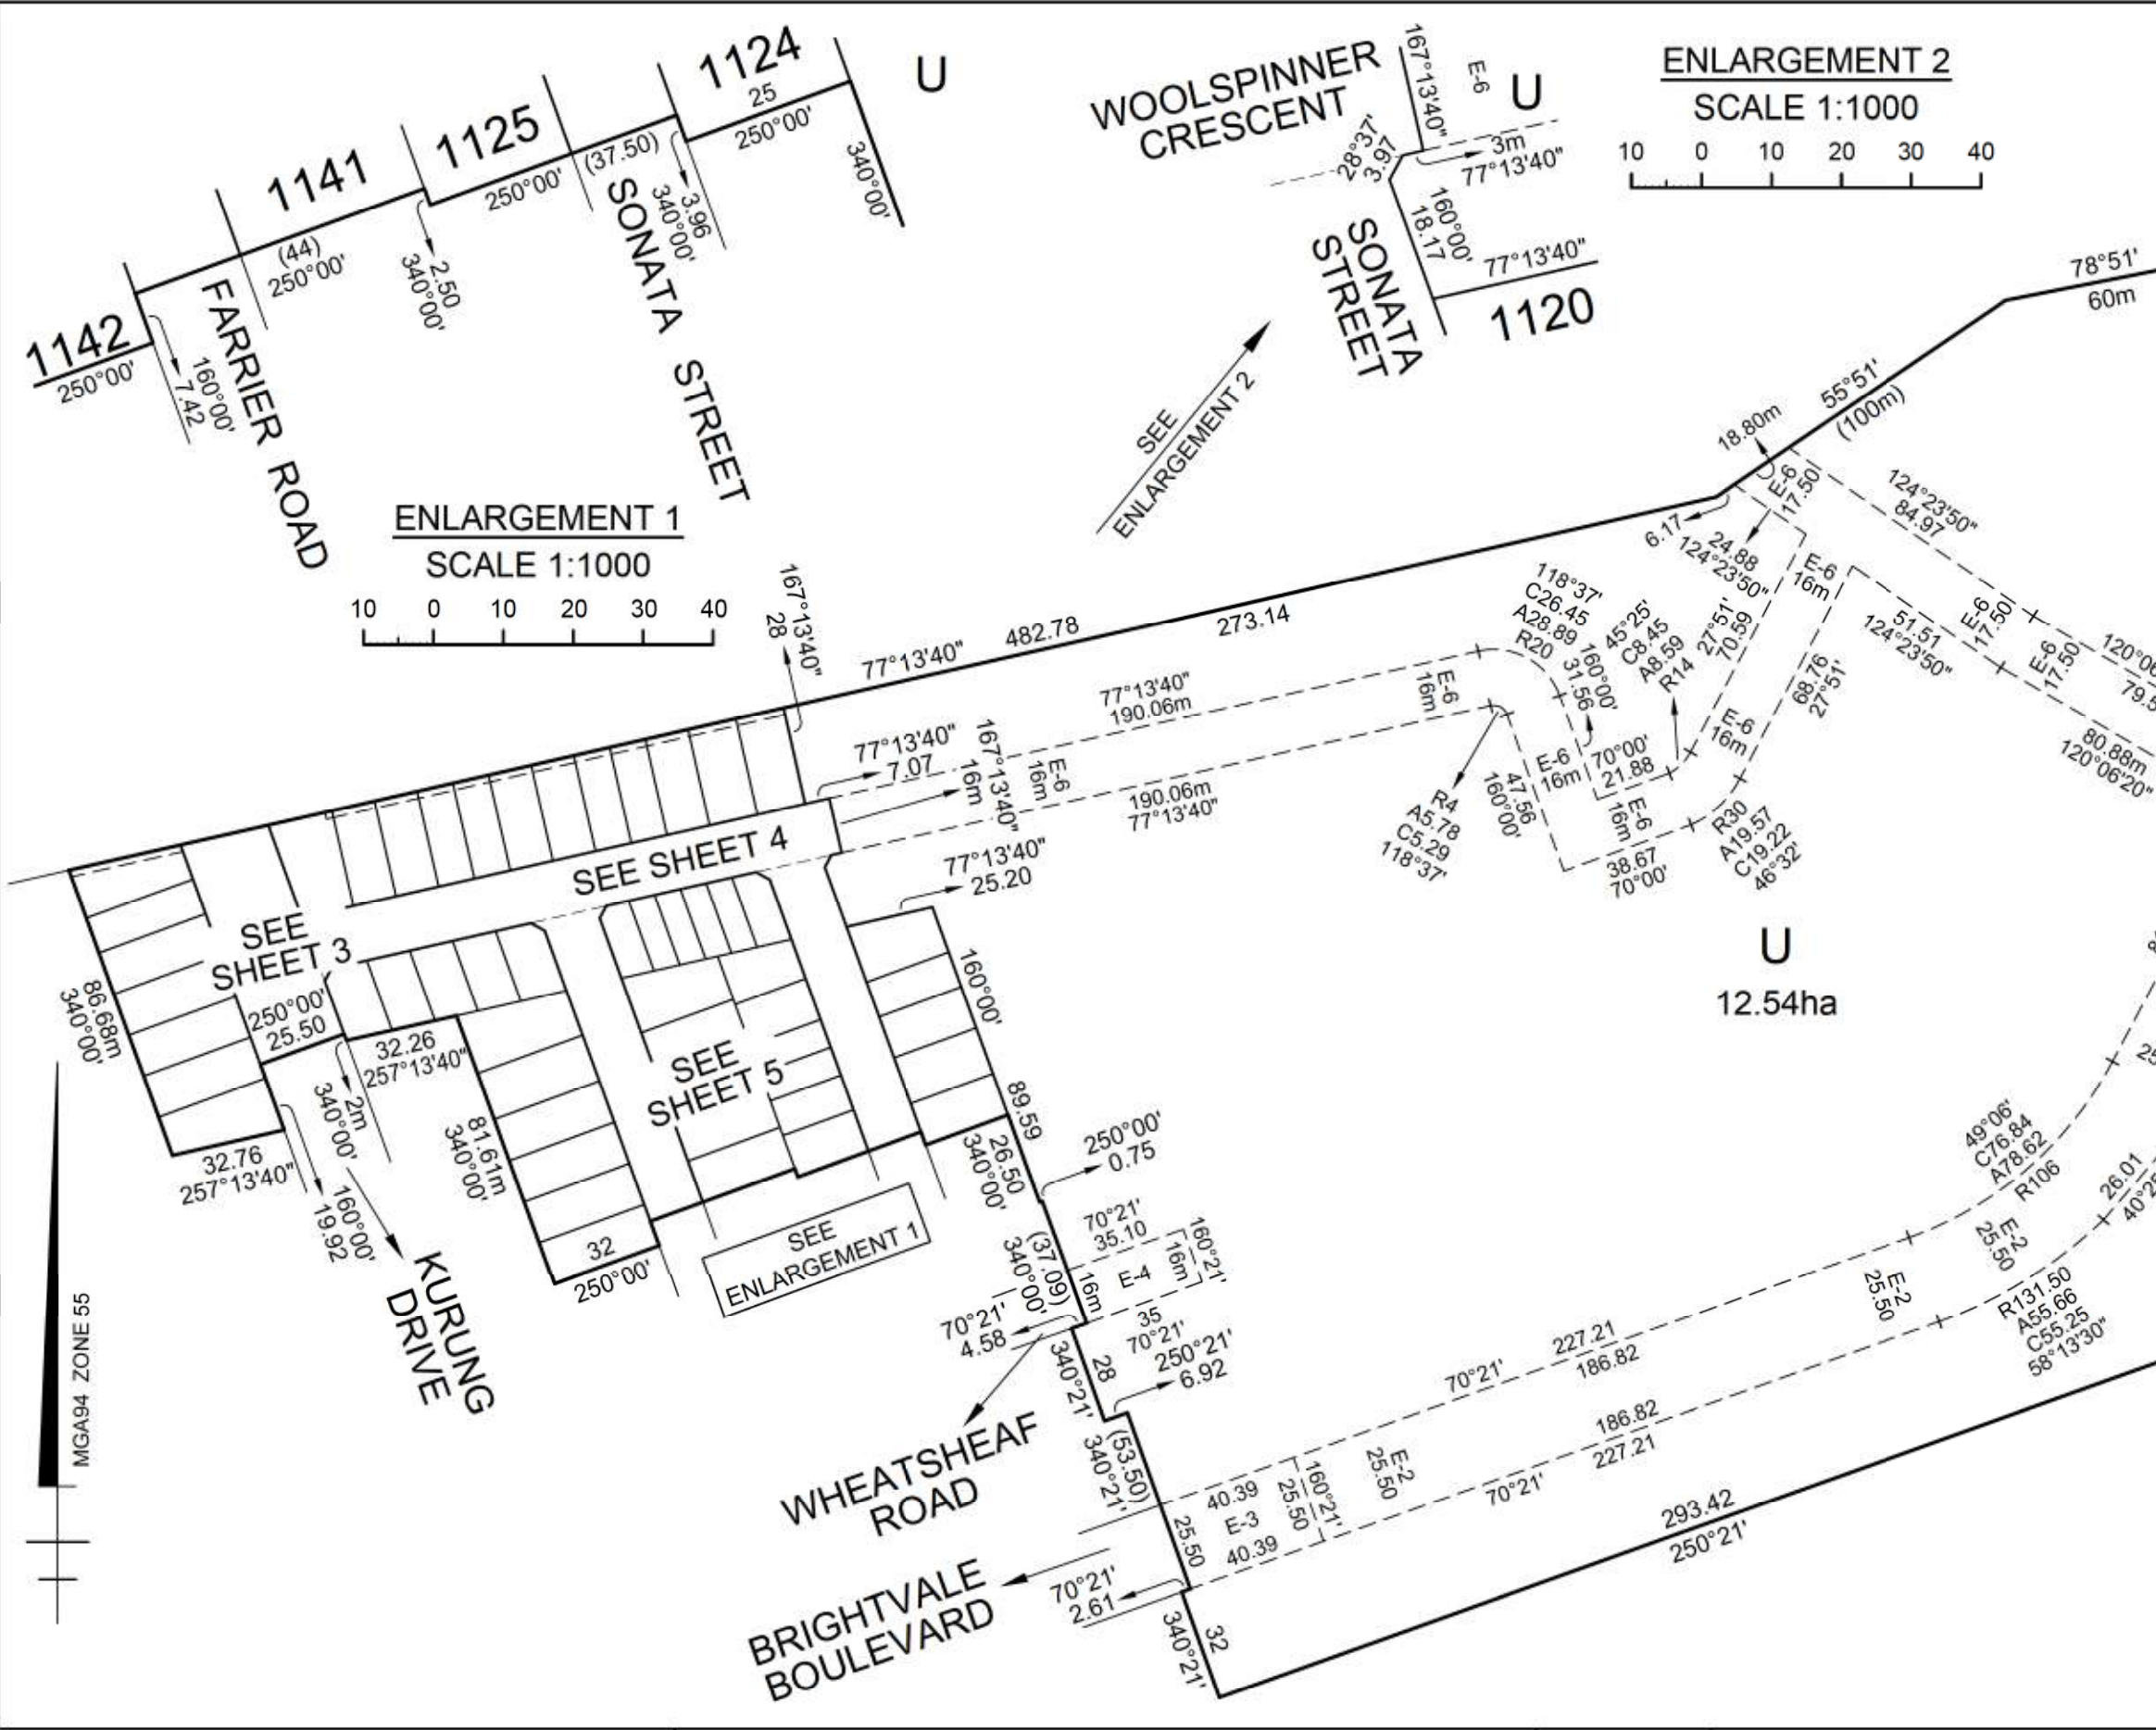 1124
25
250°00'
340°00'
U
1125
250°00'
(37.50)
3.96
340°00'
1141
(44)
250°00'
2.50
340°00'
1142
250°00'
160°00'
7.42
FARRIER ROAD
SONATA STREET
ENLARGEMENT 1
SCALE 1:1000
10 0 10 20 30 40
WOOLSPINNER
CRESCENT
167°13'40"
E-6
U
28°37'
3.97
3m
77°13'40"
160°00'
18.17
77°13'40"
SONATA
STREET
1120
ENLARGEMENT 2
SCALE 1:1000
10 0 10 20 30 40
SEE
ENLARGEMENT 2
78°51'
60m
55°51'
(100m)
18.80m
E-6
17.50
6.17
24.88
124°23'50"
124°23'50"
84.97
E-6
16m
51.51
124°23'50"
E-6
17.50
E-6
17.50
80.88m
120°06'20"
167°13'40"
28
77°13'40"
482.78
273.14
77°13'40"
190.06m
E-6
16m
118°37'
C26.45
A28.89
R20
160°00'
31.56
45°25'
C8.45
A8.59
R14
27°51'
70.59
68.76
27°51'
E-6
16m
E-6
16m
70°00'
21.88
E-6
16m
47.56
160°00'
38.67
70°00'
R30
A19.57
C19.22
46°32'
R4
A5.78
C5.29
118°37'
77°13'40"
7.07
167°13'40"
16m
E-6
16m
190.06m
77°13'40"
77°13'40"
25.20
SEE SHEET 4
SEE
SHEET 3
SEE
SHEET 5
86.68m
340°00'
250°00'
25.50
32.26
257°13'40"
2m
340°00'
32.76
257°13'40"
160°00'
19.92
81.61m
340°00'
32
250°00'
KURUNG
DRIVE
SEE
ENLARGEMENT 1
160°00'
89.59
26.50
340°00'
250°00'
0.75
(37.09)
340°00'
70°21'
35.10
160°21'
16m
E-4
16m
35
70°21'
70°21'
4.58
340°21'
28
250°21'
6.92
(53.50)
340°21'
WHEATSHEAF
ROAD
BRIGHTVALE
BOULEVARD
70°21'
2.61
25.50
40.39
E-3
40.39
160°21'
25.50
E-2
25.50
340°21'
32
U
12.54ha
227.21
70°21'
186.82
186.82
227.21
70°21'
E-2
25.50
E-2
25.50
49°06'
C76.84
A78.62
R106
26.01
R131.50
A55.66
C55.25
58°13'30"
293.42
250°21'
MGA94 ZONE 55